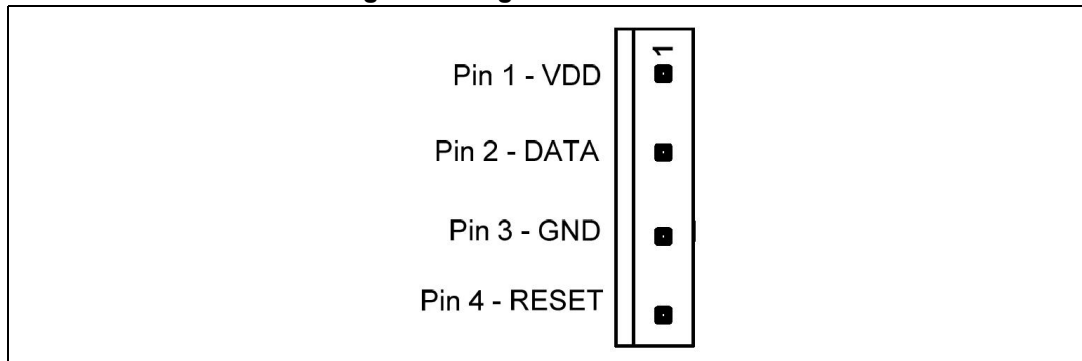 1
Pin 1 - VDD
Pin 2 - DATA
Pin 3 - GND
Pin 4 - RESET